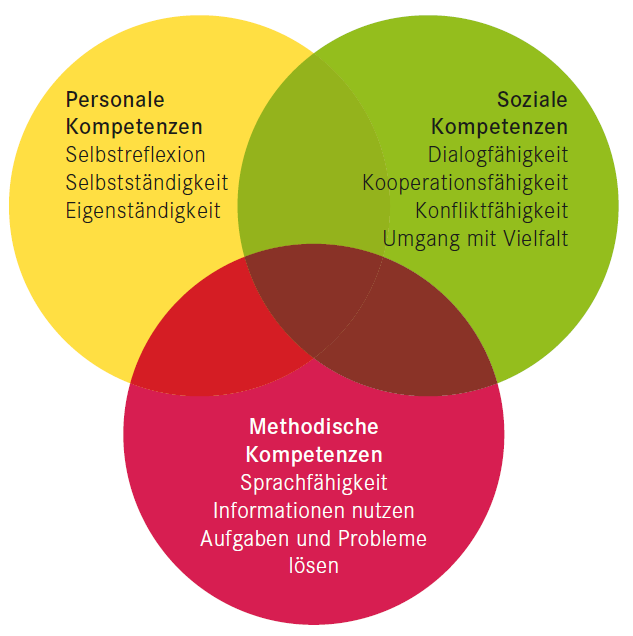 Personale
Kompetenzen
Selbstreflexion
Selbstständigkeit
Eigenständigkeit
Soziale
Kompetenzen
Dialogfähigkeit
Kooperationsfähigkeit
Konfliktfähigkeit
Umgang mit Vielfalt
Methodische
Kompetenzen
Sprachfähigkeit
Informationen nutzen
Aufgaben und Probleme
lösen